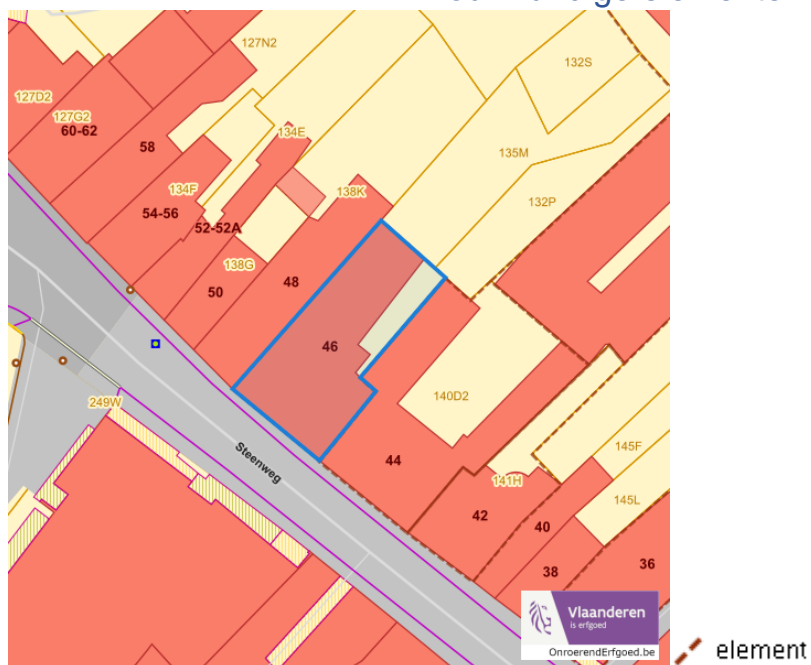 127N2
132S
127D2
127G2
60-62
134E
58
135M
134F
138K
132P
54-56
52-52A
138G
50
48
46
140D2
249W
Steenweg
44
145F
141H
145L
42
40
38
36
Vlaanderen
is erfgoed
OnroerendErfgoed.be
element